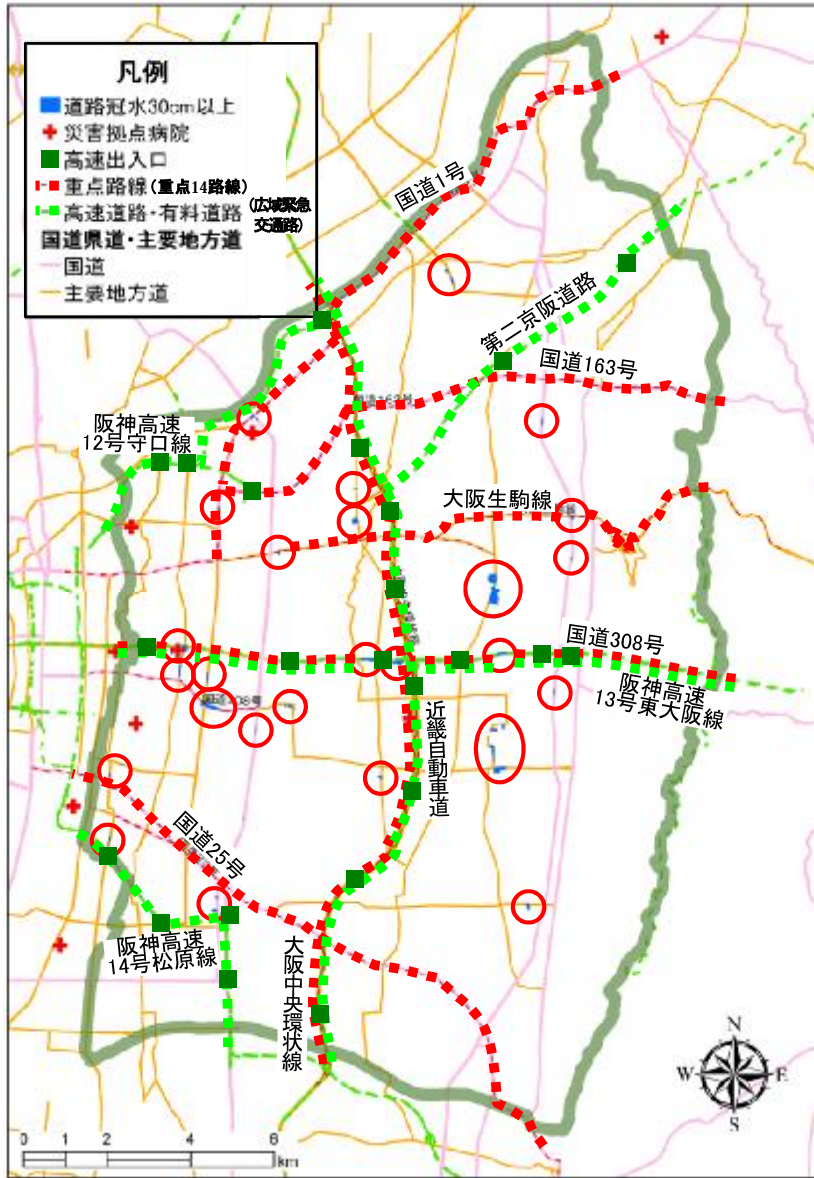 凡例
道路冠水30cm以上
災害拠点病院
高速出入口
重点路線(重点14路線)
高速道路・有料道路
(広域緊急
交通路)
国道県道・主要地方道
国道
主要地方道
国道1号
第二京阪道路
国道163号
阪神高速
12号守口線
大阪生駒線
国道308号
阪神高速
13号東大阪線
近畿自動車道
国道25号
阪神高速
14号松原線
大阪中央環状線
N
W
E
S
0 1 2 4 6
km